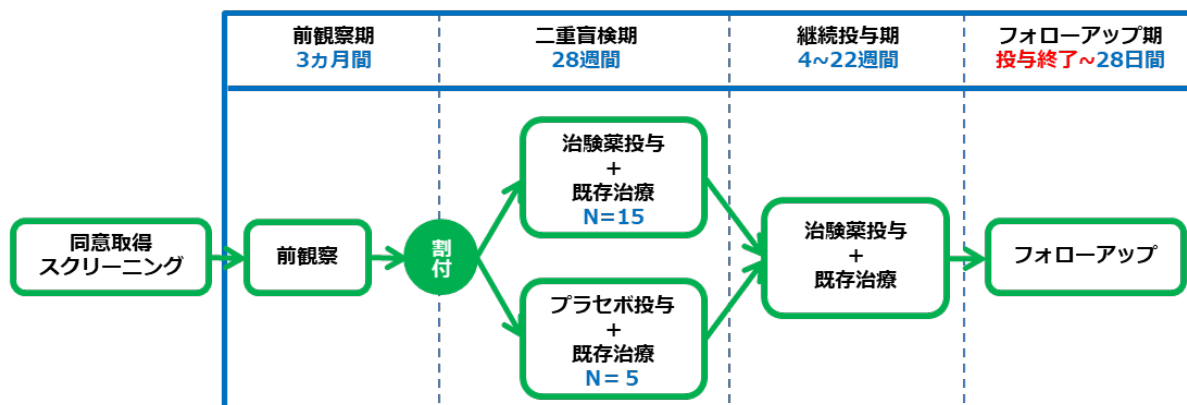 前観察期
3ヵ月間
二重盲検期
28週間
継続投与期
4~22週間
フォローアップ期
投与終了~28日間
同意取得
スクリーニング
前観察
割付
治験薬投与
+
既存治療
N=15
プラセボ投与
+
既存治療
N= 5
治験薬投与
+
既存治療
フォローアップ